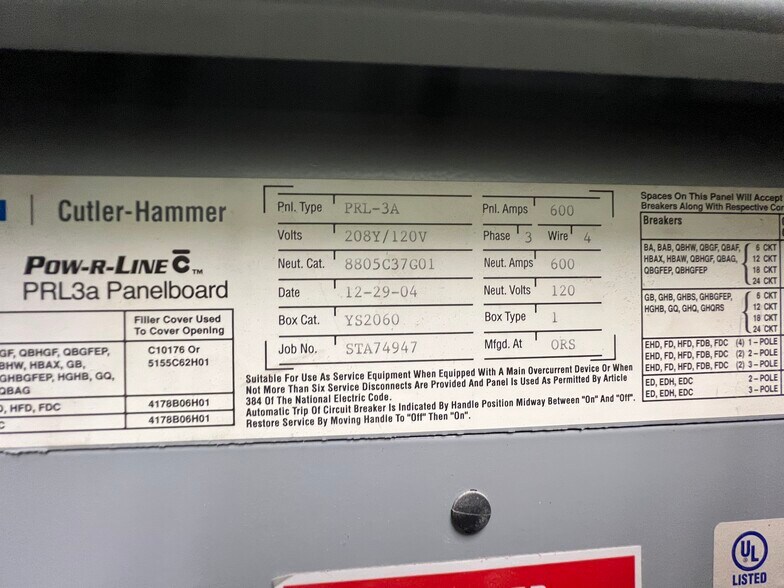 Cutler-Hammer
POW-R-LINE C™
PRL3a Panelboard
Filler Cover Used
To Cover Opening
GF, QBHGF, QBGFEP,
BHW, HBAX, GB,
GHBGFEP, HGHB, GQ,
QBAG
C10176 Or
5155C62H01
HFD, FDC 4178B06H01
C 4178B06H01
Pnl. Type PRL-3A Pnl. Amps 600
Volts 208Y/120V Phase 3 Wire 4
Neut. Cat. 8805C37G01 Neut. Amps 600
Date 12-29-04 Neut. Volts 120
Box Cat. YS2060 Box Type 1
Job No. STA74947 Mfgd. At ORS
Suitable For Use As Service Equipment When Equipped With A Main Overcurrent Device Or When
Not More Than Six Service Disconnects Are Provided And Panel Is Used As Permitted By Article
384 Of The National Electric Code.
Automatic Trip Of Circuit Breaker Is Indicated By Handle Position Midway Between "On" And "Off".
Restore Service By Moving Handle To "Off" Then "On".
Spaces On This Panel Will Accept
Breakers Along With Respective
Breakers
BA, BAB, QBHW, QBGF, QBAF,
HBAX, HBAW, QBHGF, QBAG,
QBGFEP, QBHGFEP
6 CKT
12 CKT
18 CKT
24 CKT
GB, GHB, GHBS, GHBGFEP,
HGHB, GQ, GHQ, GHQRS
6 CKT
12 CKT
18 CKT
24 CKT
EHD, FD, HFD, FDB, FDC (4) 1 - POLE
EHD, FD, HFD, FDB, FDC (2) 2 - POLE
EHD, FD, HFD, FDB, FDC (2) 3 - POLE
ED, EDH, EDC 2 - POLE
ED, EDH, EDC 3 - POLE
UL
LISTED